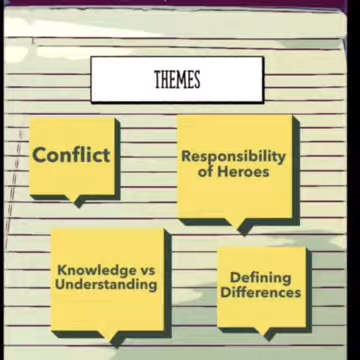 THEMES
Conflict
Responsibility
of Heroes
Knowledge vs
Understanding
Defining
Differences